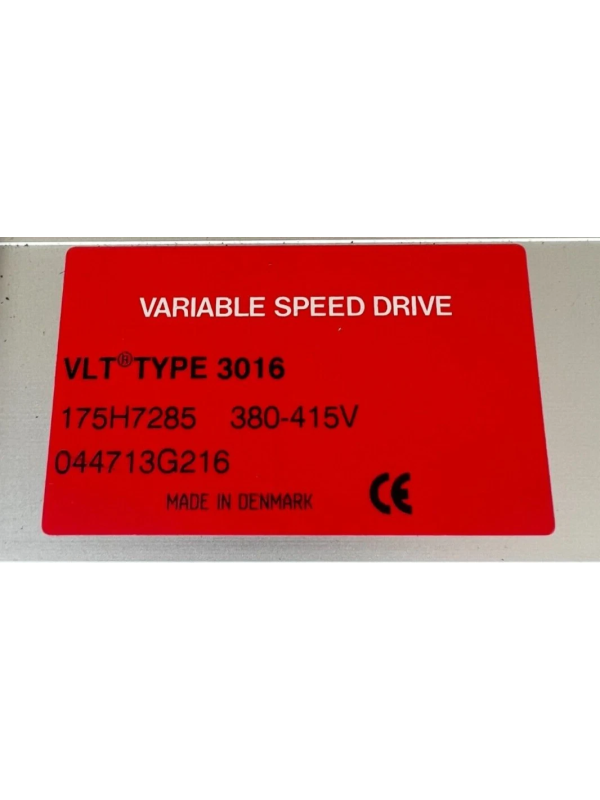 VARIABLE SPEED DRIVE
VLT® TYPE 3016
175H7285 380-415V
044713G216
MADE IN DENMARK CE